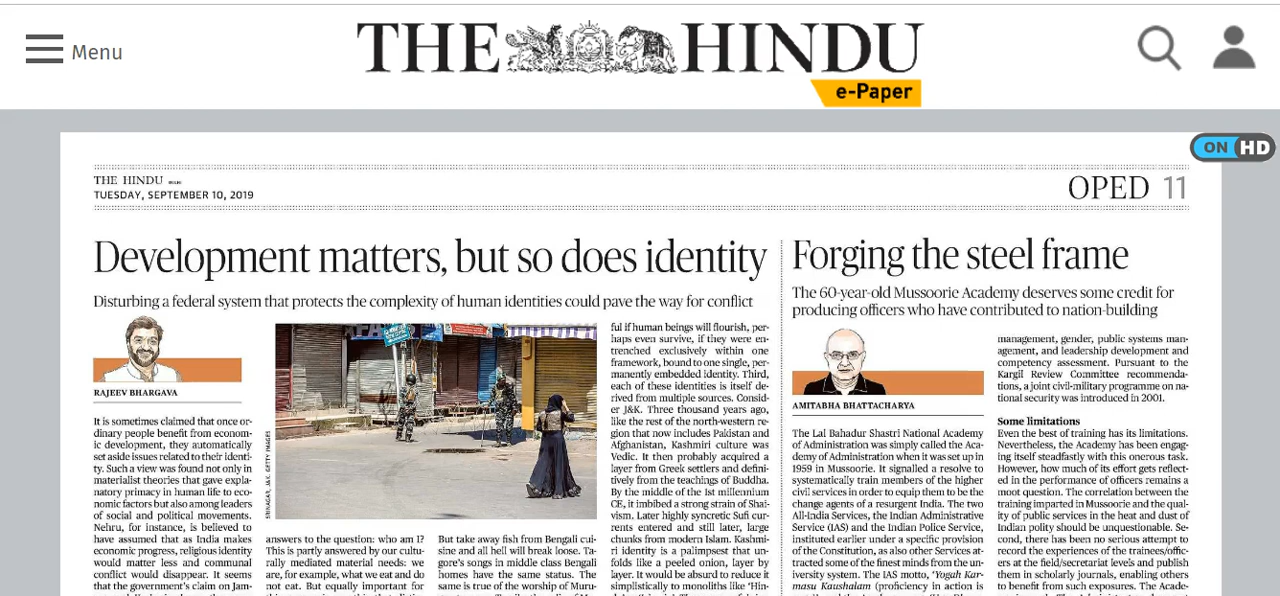 Menu
THE HINDU
e-Paper
ON HD
THE HINDU
TUESDAY, SEPTEMBER 10, 2019
OPED 11
Development matters, but so does identity
Disturbing a federal system that protects the complexity of human identities could pave the way for conflict
RAJEEV BHARGAVA
It is sometimes claimed that once or-
dinary people benefit from econom-
ic development, they automatically
set aside issues related to their identi-
ty. Such a view was found not only in
materialist theories that gave expla-
natory primacy in human life to eco-
nomic factors but also among leaders
of social and political movements.
Nehru, for instance, is believed to
have assumed that as India makes
economic progress, religious identity
would matter less and communal
conflict would disappear. It seems
that the government's claim on Jam-
SRINAGAR, J&K. GETTY IMAGES
answers to the question: who am I?
This is partly answered by our cultu-
rally mediated material needs: we
are, for example, what we eat and do
not eat. But equally important for
But take away fish from Bengali cui-
sine and all hell will break loose. Ta-
gore's songs in middle class Bengali
homes have the same status. The
same is true of the worship of Muru-
ful if human beings will flourish, per-
haps even survive, if they were en-
trenched exclusively within one
framework, bound to one single, per-
manently embedded identity. Third,
each of these identities is itself de-
rived from multiple sources. Consid-
er J&K. Three thousand years ago,
like the rest of the north-western re-
gion that now includes Pakistan and
Afghanistan, Kashmiri culture was
Vedic. It then probably acquired a
layer from Greek settlers and defini-
tively from the teachings of Buddha.
By the middle of the 1st millennium
CE, it imbibed a strong strain of Shai-
vism. Later highly syncretic Sufi cur-
rents entered and still later, large
chunks from modern Islam. Kashmi-
ri identity is a palimpsest that un-
folds like a peeled onion, layer by
layer. It would be absurd to reduce it
simplistically to monoliths like 'Hin-
Forging the steel frame
The 60-year-old Mussoorie Academy deserves some credit for
producing officers who have contributed to nation-building
AMITABHA BHATTACHARYA
The Lal Bahadur Shastri National Academy
of Administration was simply called the Aca-
demy of Administration when it was set up in
1959 in Mussoorie. It signalled a resolve to
systematically train members of the higher
civil services in order to equip them to be the
change agents of a resurgent India. The two
All-India Services, the Indian Administrative
Service (IAS) and the Indian Police Service,
instituted earlier under a specific provision
of the Constitution, as also other Services at-
tracted some of the finest minds from the un-
iversity system. The IAS motto, 'Yogah Kar-
masu Kaushalam (proficiency in action is
management, gender, public systems man-
agement, and leadership development and
competency assessment. Pursuant to the
Kargil Review Committee recommenda-
tions, a joint civil-military programme on na-
tional security was introduced in 2001.
Some limitations
Even the best of training has its limitations.
Nevertheless, the Academy has been engag-
ing itself steadfastly with this onerous task.
However, how much of its effort gets reflect-
ed in the performance of officers remains a
moot question. The correlation between the
training imparted in Mussoorie and the qual-
ity of public services in the heat and dust of
Indian polity should be unquestionable. Se-
cond, there has been no serious attempt to
record the experiences of the trainees/offic-
ers at the field/secretariat levels and publish
them in scholarly journals, enabling others
to benefit from such exposures. The Acade-